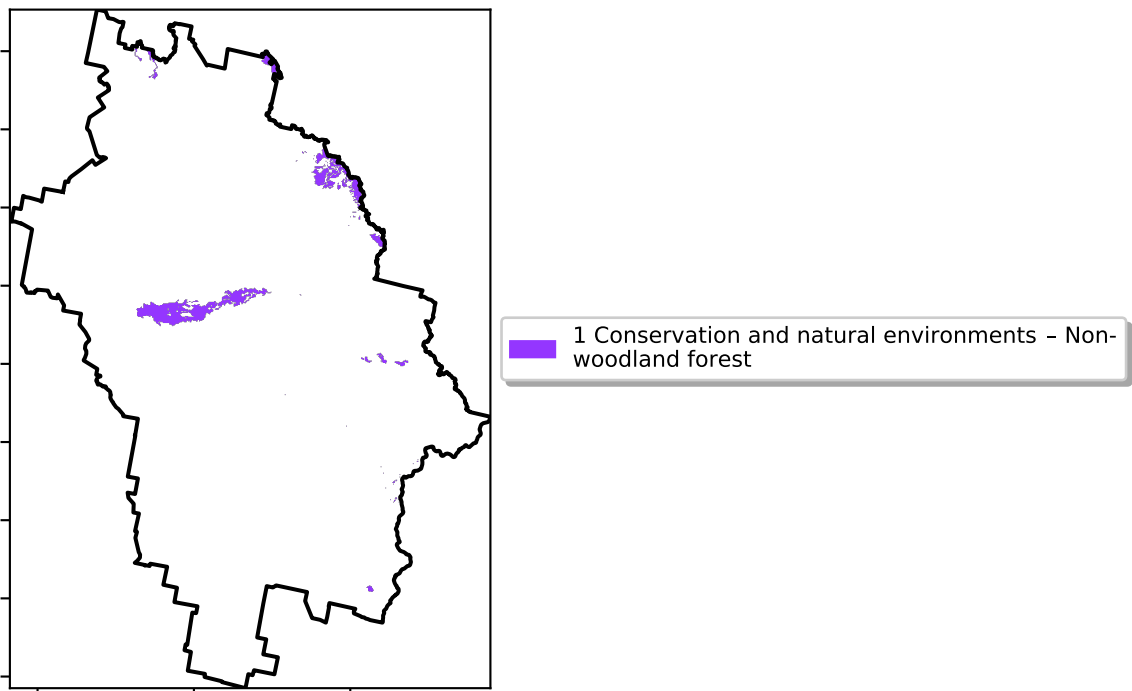 1 Conservation and natural environments – Non-
woodland forest